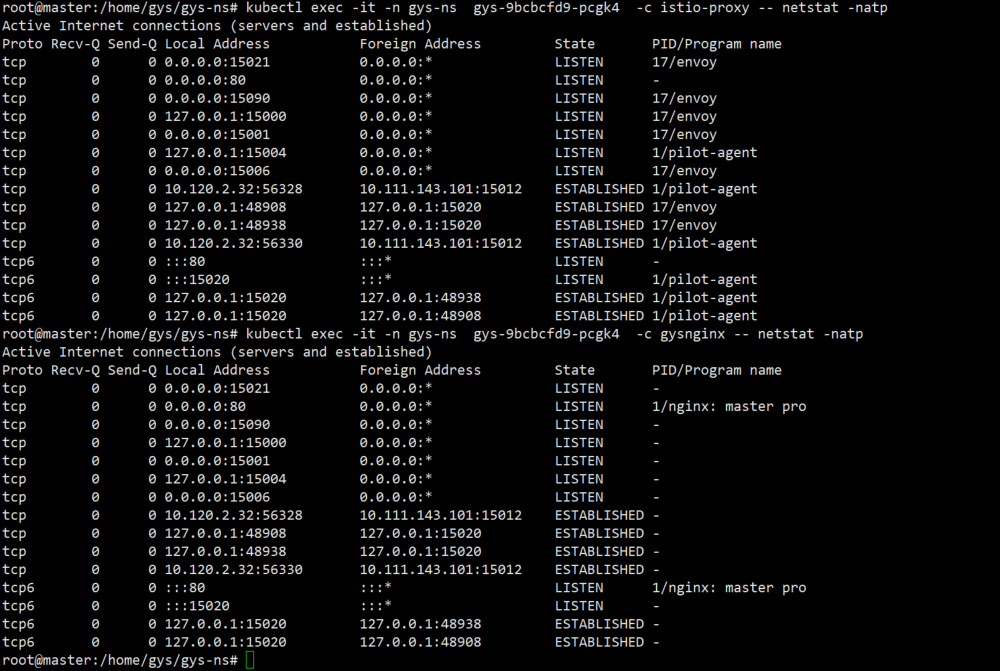 root@master:/home/gys/gys-ns# kubectl exec -it -n gys-ns  gys-9bcbcfd9-pcgk4  -c istio-proxy -- netstat -natp
Active Internet connections (servers and established)
Proto Recv-Q Send-Q Local Address           Foreign Address         State       PID/Program name
tcp        0      0 0.0.0.0:15021           0.0.0.0:*               LISTEN      17/envoy
tcp        0      0 0.0.0.0:80              0.0.0.0:*               LISTEN      -
tcp        0      0 0.0.0.0:15090           0.0.0.0:*               LISTEN      17/envoy
tcp        0      0 127.0.0.1:15000         0.0.0.0:*               LISTEN      17/envoy
tcp        0      0 0.0.0.0:15001           0.0.0.0:*               LISTEN      17/envoy
tcp        0      0 127.0.0.1:15004         0.0.0.0:*               LISTEN      1/pilot-agent
tcp        0      0 0.0.0.0:15006           0.0.0.0:*               LISTEN      17/envoy
tcp        0      0 10.120.2.32:56328       10.111.143.101:15012    ESTABLISHED 1/pilot-agent
tcp        0      0 127.0.0.1:48908         127.0.0.1:15020         ESTABLISHED 17/envoy
tcp        0      0 127.0.0.1:48938         127.0.0.1:15020         ESTABLISHED 17/envoy
tcp        0      0 10.120.2.32:56330       10.111.143.101:15012    ESTABLISHED 1/pilot-agent
tcp6       0      0 :::80                   :::*                    LISTEN      -
tcp6       0      0 :::15020                :::*                    LISTEN      1/pilot-agent
tcp6       0      0 127.0.0.1:15020         127.0.0.1:48938         ESTABLISHED 1/pilot-agent
tcp6       0      0 127.0.0.1:15020         127.0.0.1:48908         ESTABLISHED 1/pilot-agent
root@master:/home/gys/gys-ns# kubectl exec -it -n gys-ns  gys-9bcbcfd9-pcgk4  -c gysnginx -- netstat -natp
Active Internet connections (servers and established)
Proto Recv-Q Send-Q Local Address           Foreign Address         State       PID/Program name
tcp        0      0 0.0.0.0:15021           0.0.0.0:*               LISTEN      -
tcp        0      0 0.0.0.0:80              0.0.0.0:*               LISTEN      1/nginx: master pro
tcp        0      0 0.0.0.0:15090           0.0.0.0:*               LISTEN      -
tcp        0      0 127.0.0.1:15000         0.0.0.0:*               LISTEN      -
tcp        0      0 0.0.0.0:15001           0.0.0.0:*               LISTEN      -
tcp        0      0 127.0.0.1:15004         0.0.0.0:*               LISTEN      -
tcp        0      0 0.0.0.0:15006           0.0.0.0:*               LISTEN      -
tcp        0      0 10.120.2.32:56328       10.111.143.101:15012    ESTABLISHED -
tcp        0      0 127.0.0.1:48908         127.0.0.1:15020         ESTABLISHED -
tcp        0      0 127.0.0.1:48938         127.0.0.1:15020         ESTABLISHED -
tcp        0      0 10.120.2.32:56330       10.111.143.101:15012    ESTABLISHED -
tcp6       0      0 :::80                   :::*                    LISTEN      1/nginx: master pro
tcp6       0      0 :::15020                :::*                    LISTEN      -
tcp6       0      0 127.0.0.1:15020         127.0.0.1:48938         ESTABLISHED -
tcp6       0      0 127.0.0.1:15020         127.0.0.1:48908         ESTABLISHED -
root@master:/home/gys/gys-ns#